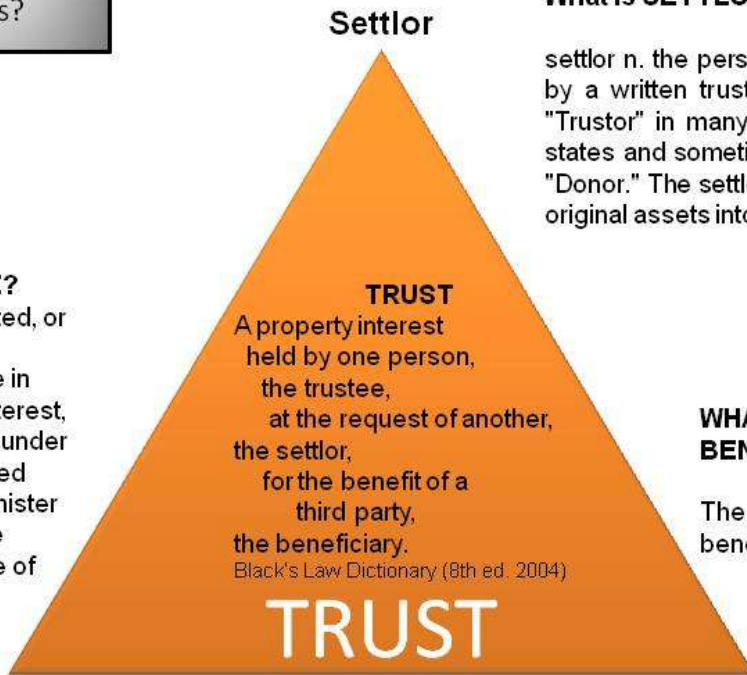 s?
Settlor
settlor n. the pers
by a written trust
"Trustor" in many
states and someti
"Donor." The settl
original assets into
?
ted, or
e in
terest,
under
ed
nister
e
e of
TRUST
A property interest
held by one person,
the trustee,
at the request of another,
the settlor,
for the benefit of a
third party,
the beneficiary.
Black's Law Dictionary (8th ed. 2004)
WHA
BEN
The
bene
TRUST